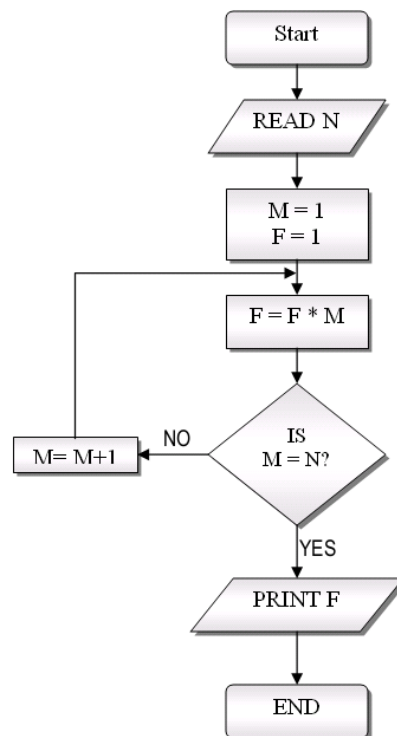 Start
READ N
M = 1
F = 1
F = F * M
IS
M = N?
NO
M= M+1
YES
PRINT F
END